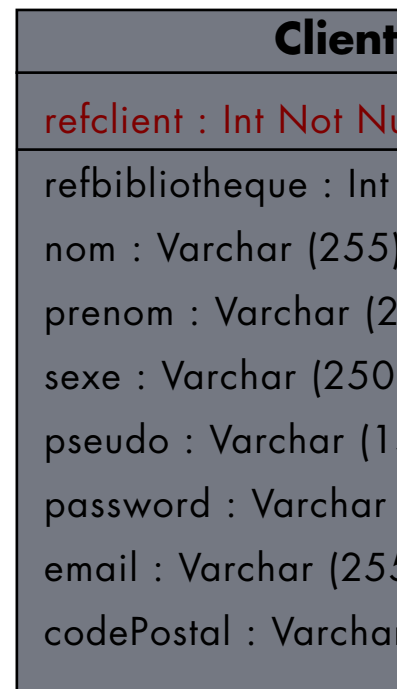 Client
refclient : Int Not Nu
refbibliotheque : Int
nom : Varchar (255)
prenom : Varchar (2
sexe : Varchar (250
pseudo : Varchar (1
password : Varchar
email : Varchar (255
codePostal : Varchar